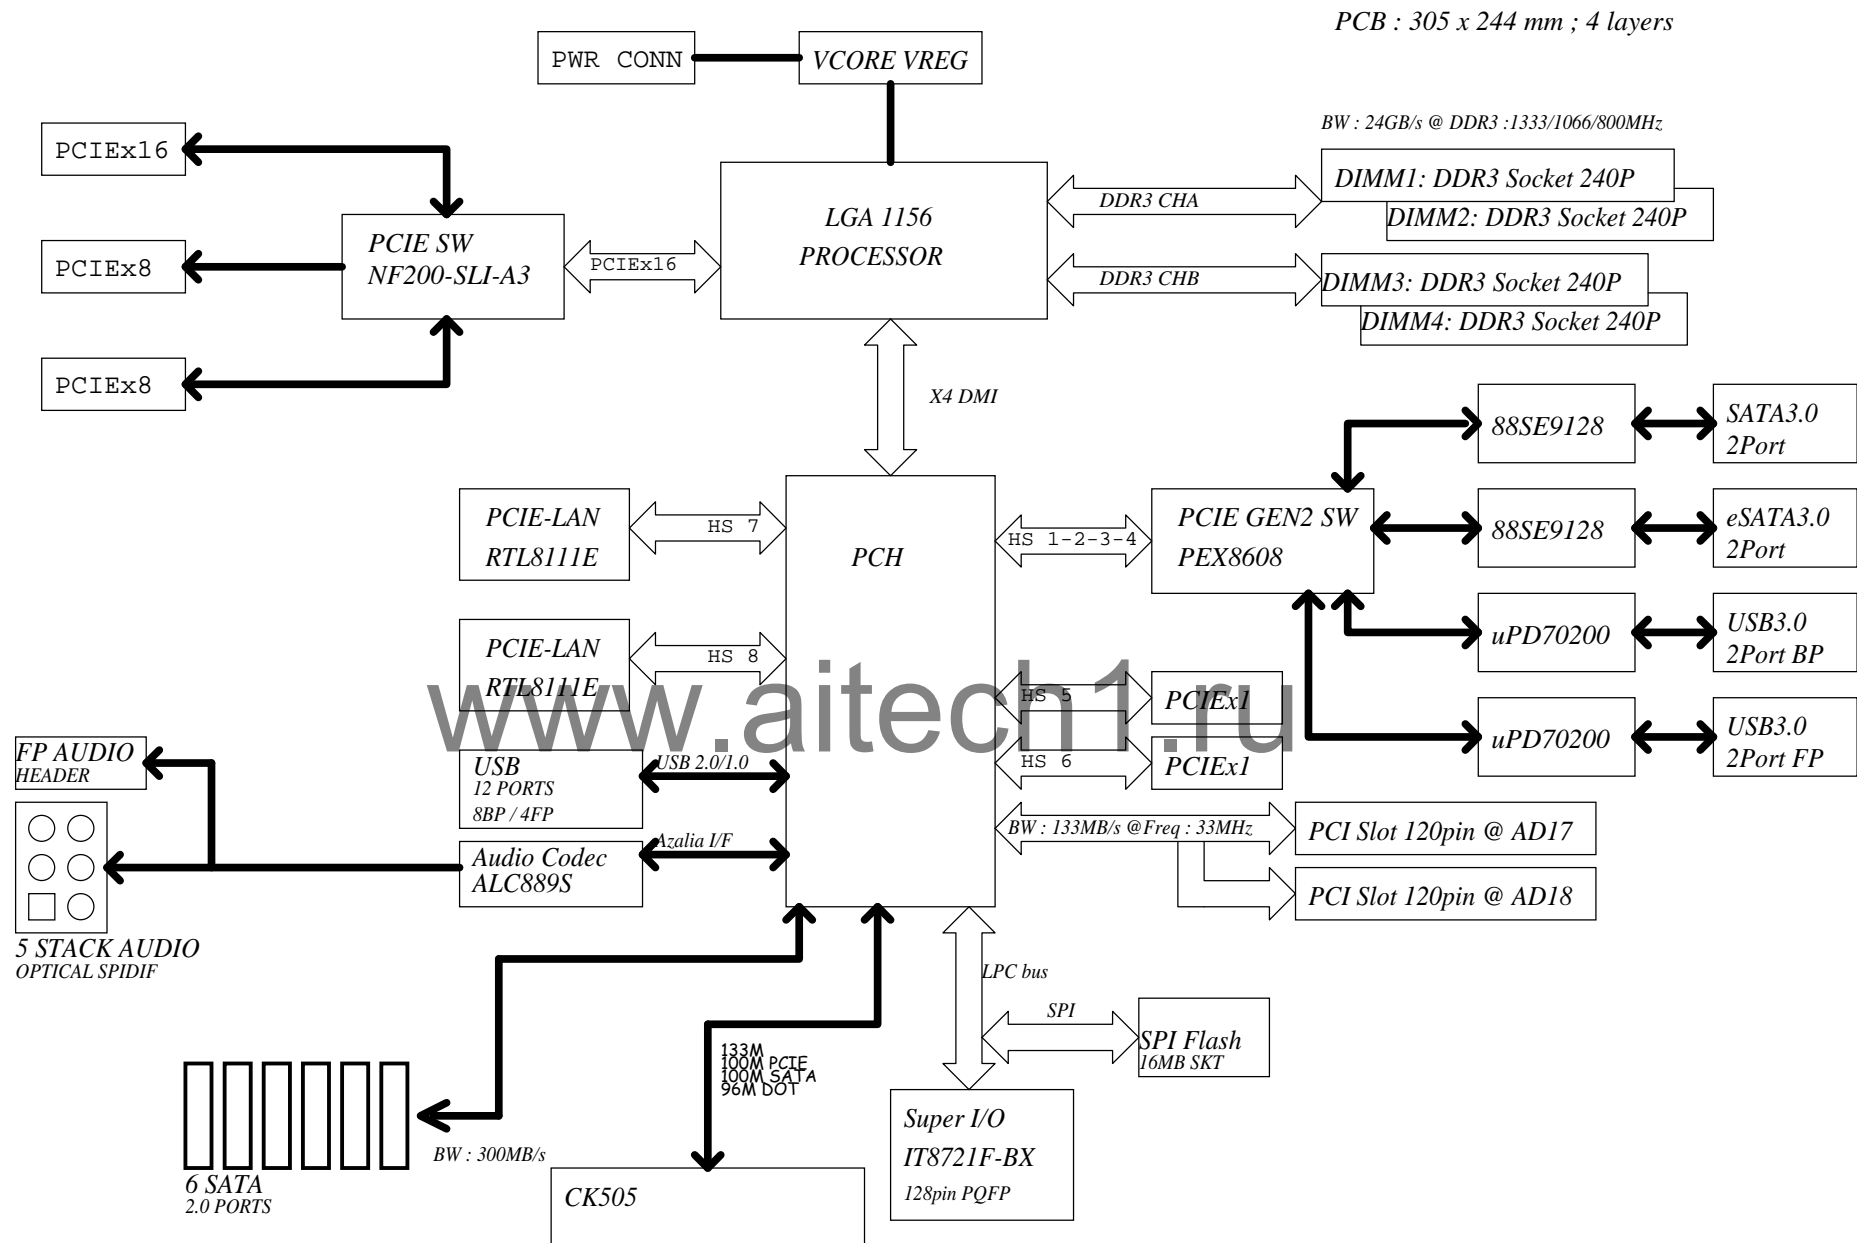 PCB : 305 x 244 mm ; 4 layers
PWR CONN
VCORE VREG
BW : 24GB/s @ DDR3 :1333/1066/800MHz
PCIEx16
PCIEx8
PCIEx8
PCIE SW
NF200-SLI-A3
PCIEx16
LGA 1156
PROCESSOR
DDR3 CHA
DDR3 CHB
DIMM1: DDR3 Socket 240P
DIMM2: DDR3 Socket 240P
DIMM3: DDR3 Socket 240P
DIMM4: DDR3 Socket 240P
X4 DMI
PCIE-LAN
RTL8111E
HS 7
PCIE-LAN
RTL8111E
HS 8
PCH
HS 1-2-3-4
PCIE GEN2 SW
PEX8608
88SE9128
SATA3.0
2Port
88SE9128
eSATA3.0
2Port
uPD70200
USB3.0
2Port BP
uPD70200
USB3.0
2Port FP
HS 5
PCIEx1
HS 6
PCIEx1
www.aitech1.ru
FP AUDIO
HEADER
USB
12 PORTS
8BP / 4FP
USB 2.0/1.0
Audio Codec
ALC889S
Azalia I/F
BW : 133MB/s @Freq : 33MHz
PCI Slot 120pin @ AD17
PCI Slot 120pin @ AD18
5 STACK AUDIO
OPTICAL SPIDIF
LPC bus
SPI
SPI Flash
16MB SKT
133M
100M PCIE
100M SATA
96M DOT
Super I/O
IT8721F-BX
128pin PQFP
BW : 300MB/s
6 SATA
2.0 PORTS
CK505